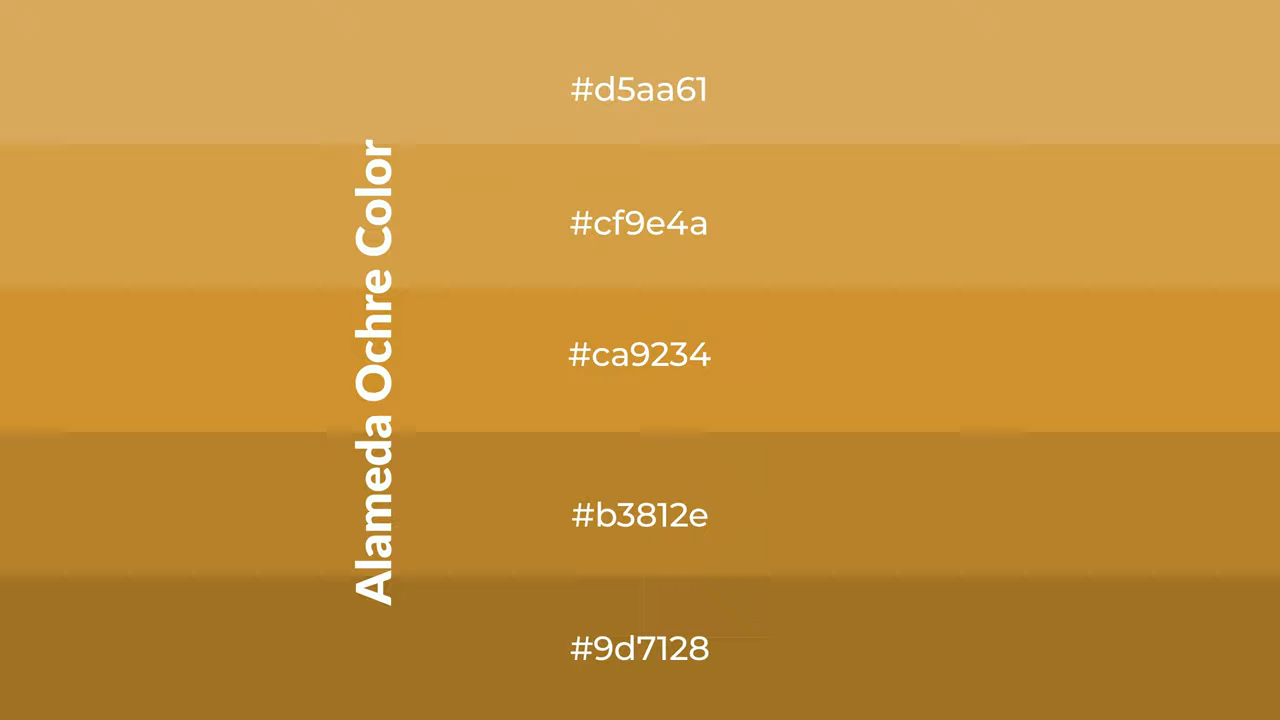 Alameda Ochre Color
#d5aa61
#cf9e4a
#ca9234
#b3812e
#9d7128